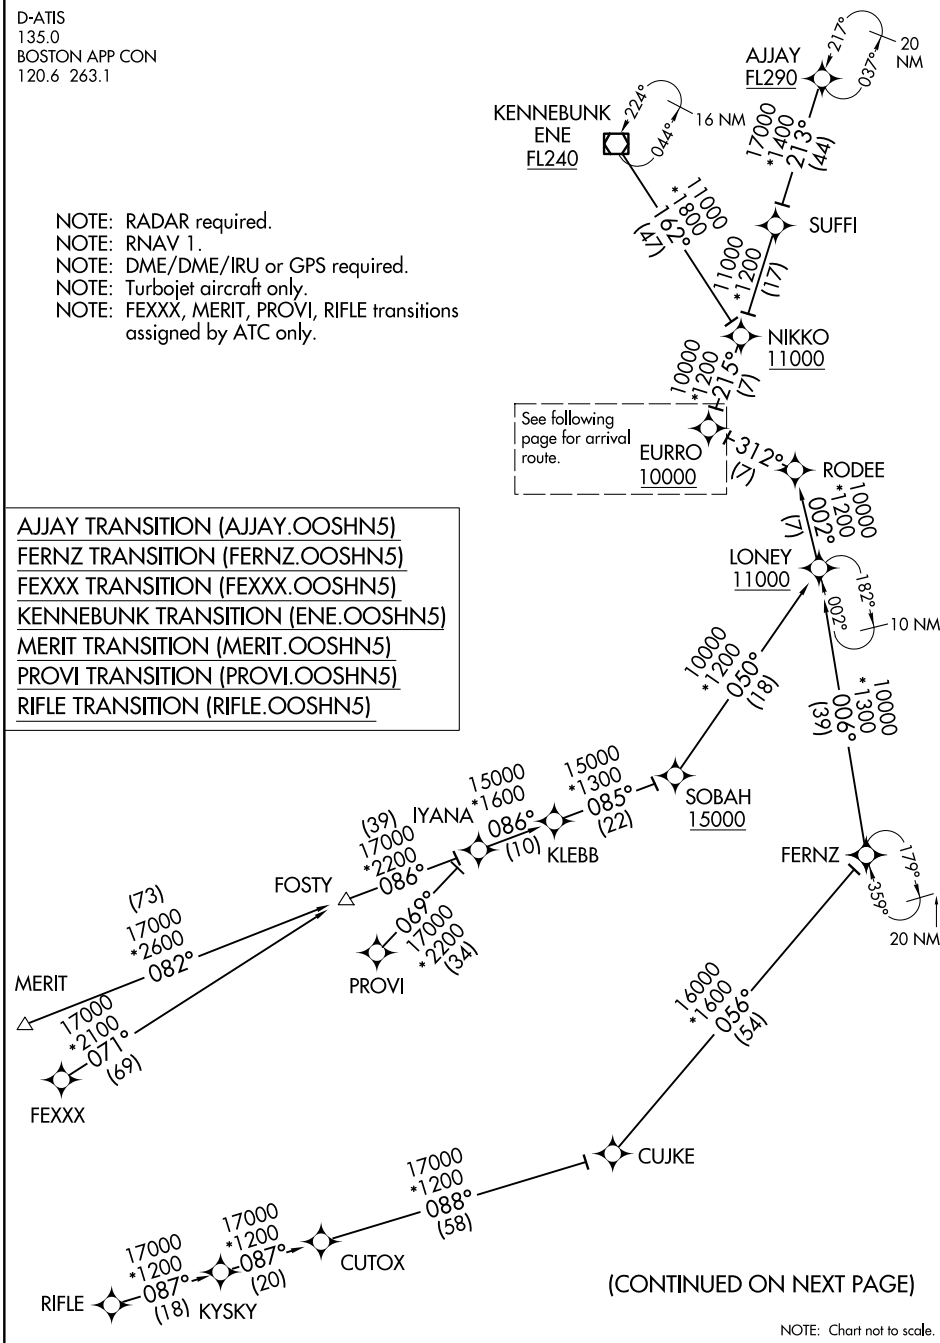 D-ATIS
135.0
BOSTON APP CON
120.6 263.1
AJJAY
FL290
217°
037°
20
NM
KENNEBUNK
ENE
FL240
224°
044°
16 NM
17000
*1400
213°
(44)
11000
*1800
162°
(47)
SUFFI
11000
*1200
(17)
NOTE: RADAR required.
NOTE: RNAV 1.
NOTE: DME/DME/IRU or GPS required.
NOTE: Turbojet aircraft only.
NOTE: FEXXX, MERIT, PROVI, RIFLE transitions
assigned by ATC only.
NIKKO
11000
10000
*1200
215°
(7)
See following
page for arrival
route.
EURRO
10000
312°
(7)
RODEE
10000
*1200
002°
(7)
LONEY
11000
182°
002°
10 NM
AJJAY TRANSITION (AJJAY.OOSHN5)
FERNZ TRANSITION (FERNZ.OOSHN5)
FEXXX TRANSITION (FEXXX.OOSHN5)
KENNEBUNK TRANSITION (ENE.OOSHN5)
MERIT TRANSITION (MERIT.OOSHN5)
PROVI TRANSITION (PROVI.OOSHN5)
RIFLE TRANSITION (RIFLE.OOSHN5)
10000
*1200
050°
(18)
10000
*1300
006°
(39)
SOBAH
15000
15000
*1300
085°
(22)
KLEBB
15000
*1600
086°
(10)
IYANA
(39)
17000
*2200
086°
FOSTY
069°
17000
*2200
(34)
PROVI
FERNZ
179°
359°
20 NM
(73)
17000
*2600
082°
MERIT
17000
*2100
071°
(69)
FEXXX
16000
*1600
056°
(54)
CUJKE
17000
*1200
088°
(58)
CUTOX
17000
*1200
087°
(20)
KYSKY
17000
*1200
087°
(18)
RIFLE
(CONTINUED ON NEXT PAGE)
NOTE: Chart not to scale.